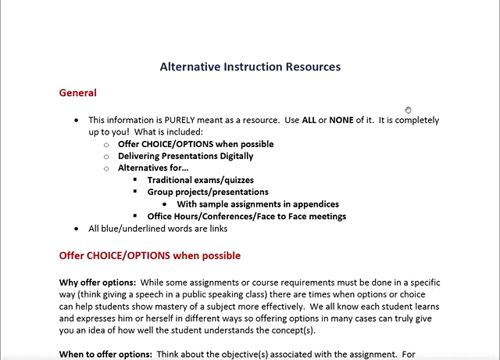 Alternative Instruction Resources
General
• This information is PURELY meant as a resource.  Use ALL or NONE of it.  It is completely
up to you!  What is included:
o Offer CHOICE/OPTIONS when possible
o Delivering Presentations Digitally
o Alternatives for…
▪ Traditional exams/quizzes
▪ Group projects/presentations
• With sample assignments in appendices
▪ Office Hours/Conferences/Face to Face meetings
• All blue/underlined words are links
Offer CHOICE/OPTIONS when possible
Why offer options:  While some assignments or course requirements must be done in a specific
way (think giving a speech in a public speaking class) there are times when options or choice
can help students show mastery of a subject more effectively.  We all know each student learns
and expresses him or herself in different ways so offering options in many cases can truly give
you an idea of how well the student understands the concept(s).
When to offer options:  Think about the objective(s) associated with the assignment.  For